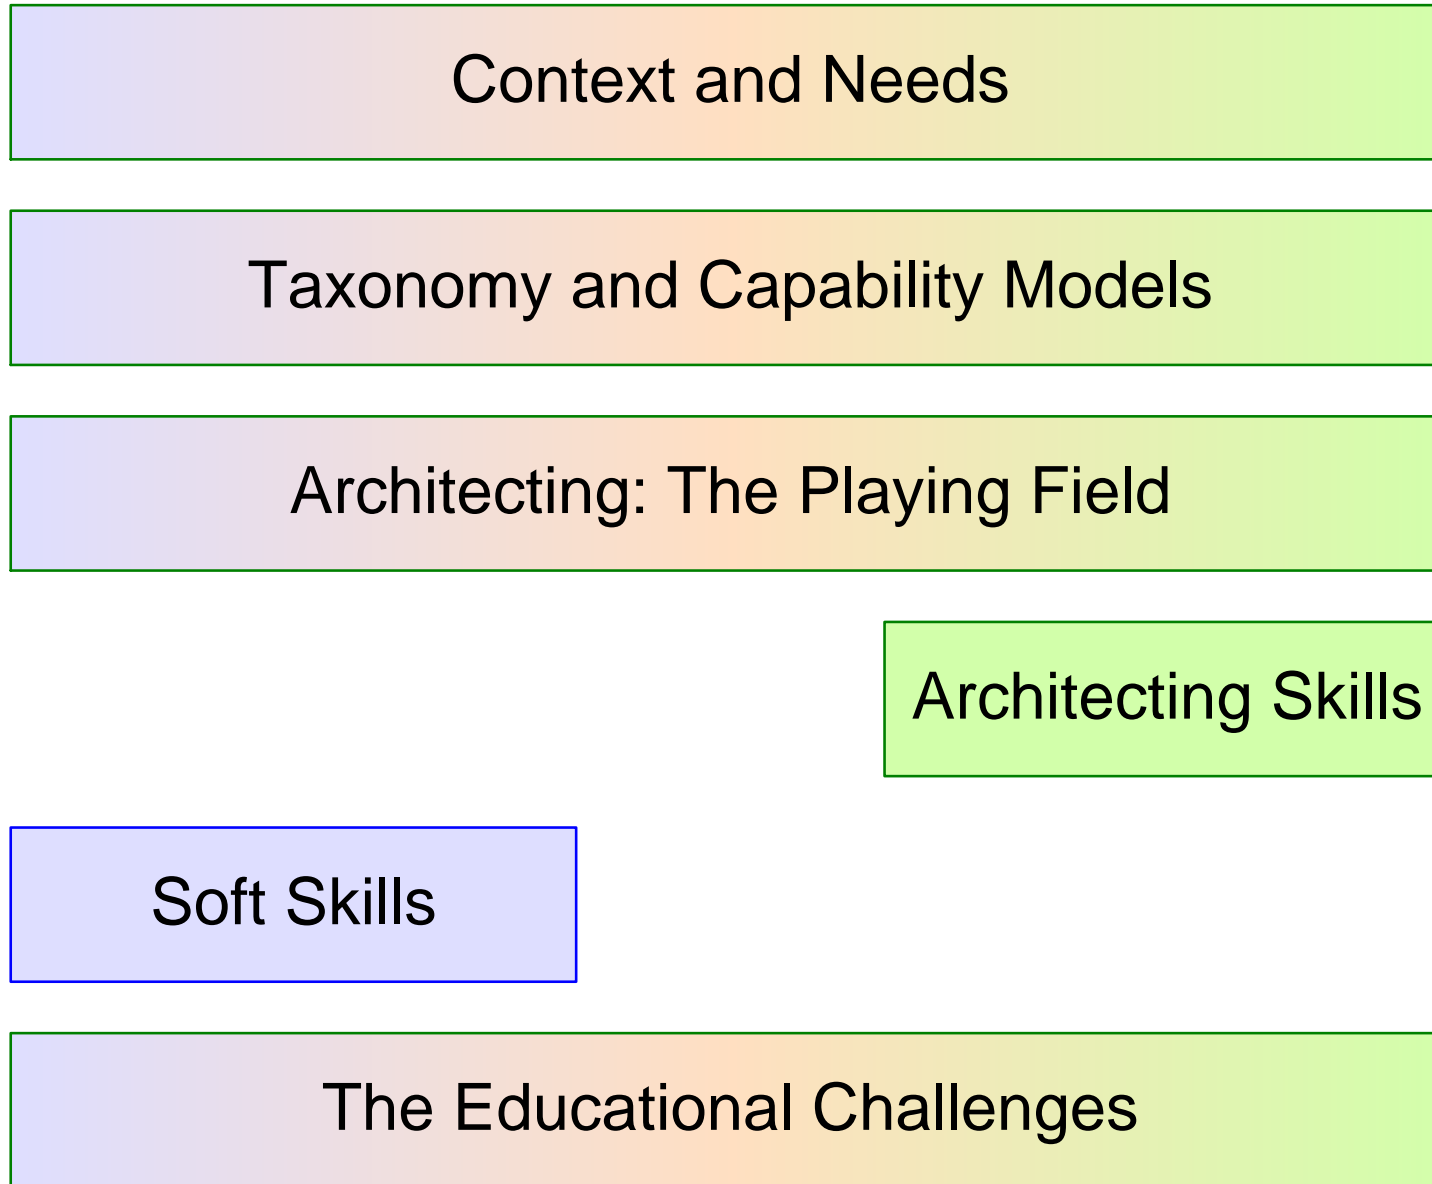 Context and Needs
Taxonomy and Capability Models
Architecting: The Playing Field
Architecting Skills
Soft Skills
The Educational Challenges